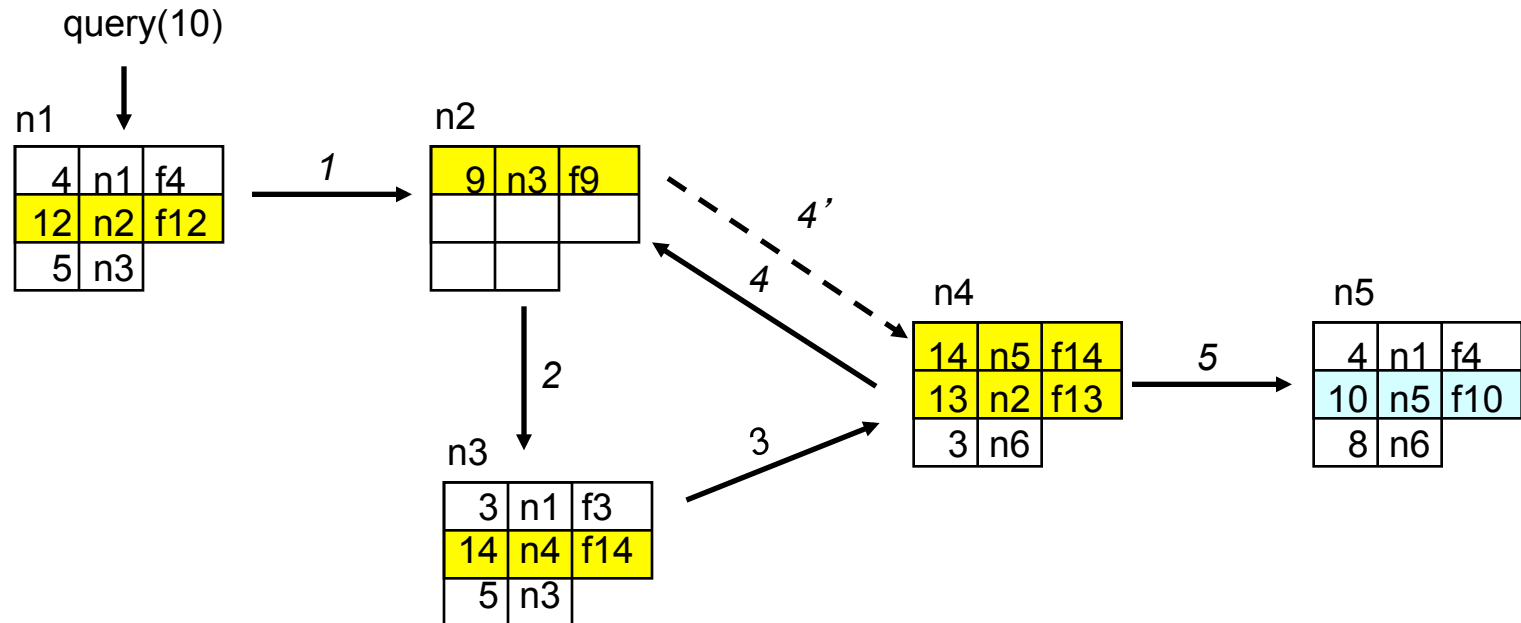 query(10)
n1
4 n1 f4
12 n2 f12
5 n3
1
n2
9 n3 f9
4’
4
2
n3
3 n1 f3
14 n4 f14
5 n3
3
n4
14 n5 f14
13 n2 f13
3 n6
5
n5
4 n1 f4
10 n5 f10
8 n6